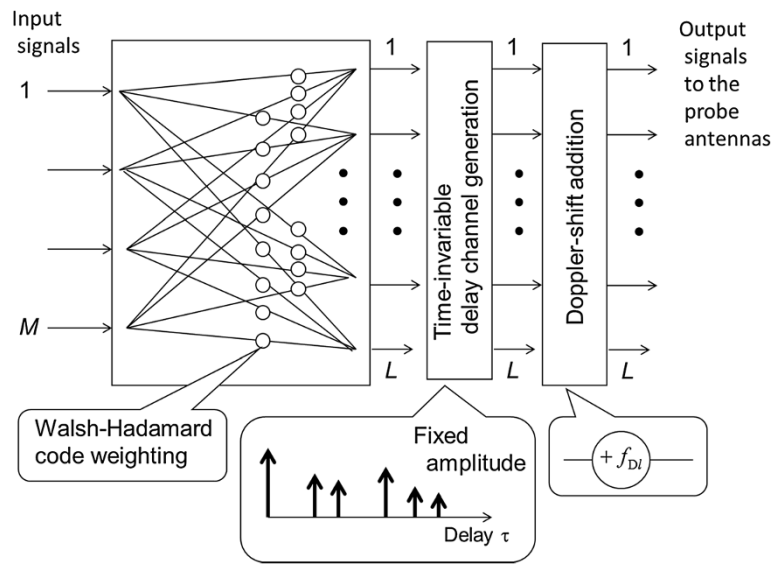 Input
signals
1
M
1
L
Time-invariable
delay channel generation
1
L
Doppler-shift addition
1
L
Output
signals
to the
probe
antennas
Walsh-Hadamard
code weighting
Fixed
amplitude
Delay τ
+ f_Dl